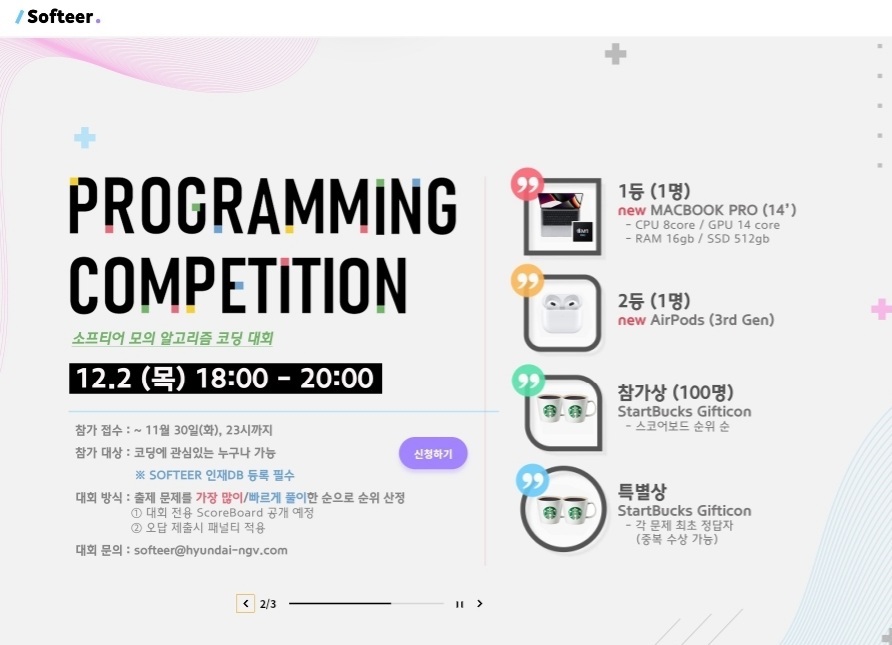 Softeer.
PROGRAMMING
COMPETITION
소프티어 모의 알고리즘 코딩 대회
12.2 (목) 18:00 - 20:00
참가 접수 : ~ 11월 30일(화), 23시까지
참가 대상 : 코딩에 관심있는 누구나 가능
※ SOFTEER 인재DB 등록 필수
신청하기
대회 방식 : 출제 문제를 가장 많이/빠르게 풀이한 순으로 순위 산정
① 대회 전용 ScoreBoard 공개 예정
② 오답 제출시 패널티 적용
대회 문의 : softeer@hyundai-ngv.com
1등 (1명)
new MACBOOK PRO (14’)
- CPU 8core / GPU 14 core
- RAM 16gb / SSD 512gb
2등 (1명)
new AirPods (3rd Gen)
참가상 (100명)
StartBucks Gifticon
- 스코어보드 순위 순
특별상
StartBucks Gifticon
- 각 문제 최초 정답자
(중복 수상 가능)
2/3